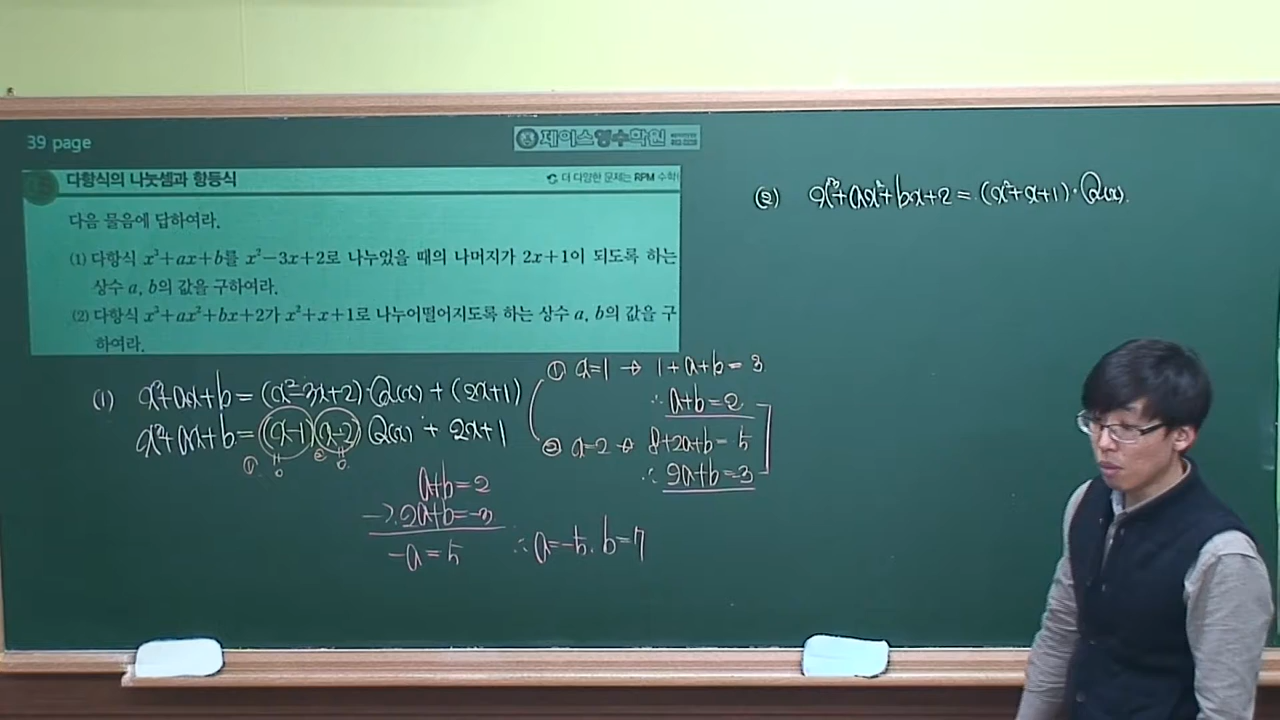 39 page
제이스영수학원
다항식의 나눗셈과 항등식
더 다양한 문제는 RPM 수학
다음 물음에 답하여라.
(1) 다항식 x³+ax+b를 x²−3x+2로 나누었을 때의 나머지가 2x+1이 되도록 하는
상수 a, b의 값을 구하여라.
(2) 다항식 x³+ax²+bx+2가 x²+x+1로 나누어떨어지도록 하는 상수 a, b의 값을 구
하여라.
(1) x³+ax+b=(x²−3x+2)·Q(x)+(2x+1)
x³+ax+b=(x−1)(x−2)Q(x)+2x+1
① ② 
0 0
① x=1 → 1+a+b=3
∴ a+b=2
② x=2 → 8+2a+b=5
∴ 2a+b=−3
a+b=2
−) 2a+b=−3
−a=5 ∴ a=−5, b=7
(2) x³+ax²+bx+2=(x²+x+1)·Q(x).